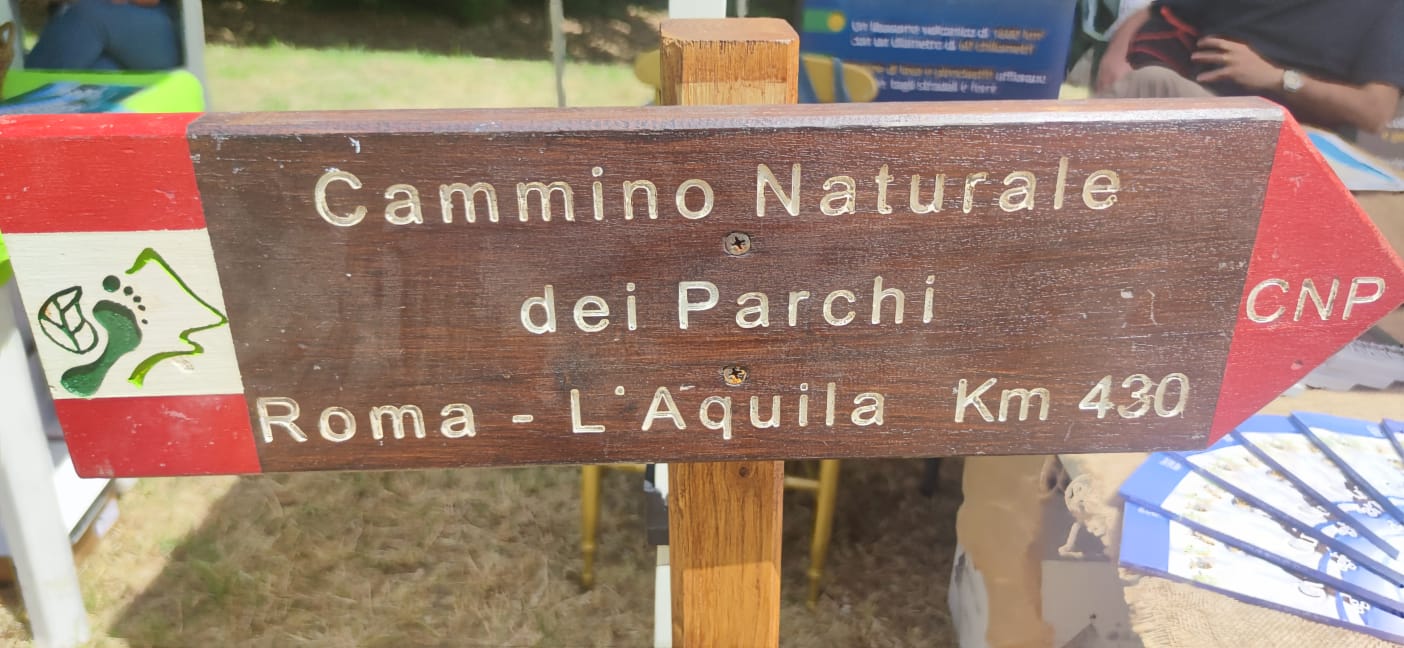 Cammino Naturale
dei Parchi
Roma - L'Aquila Km 430
CNP